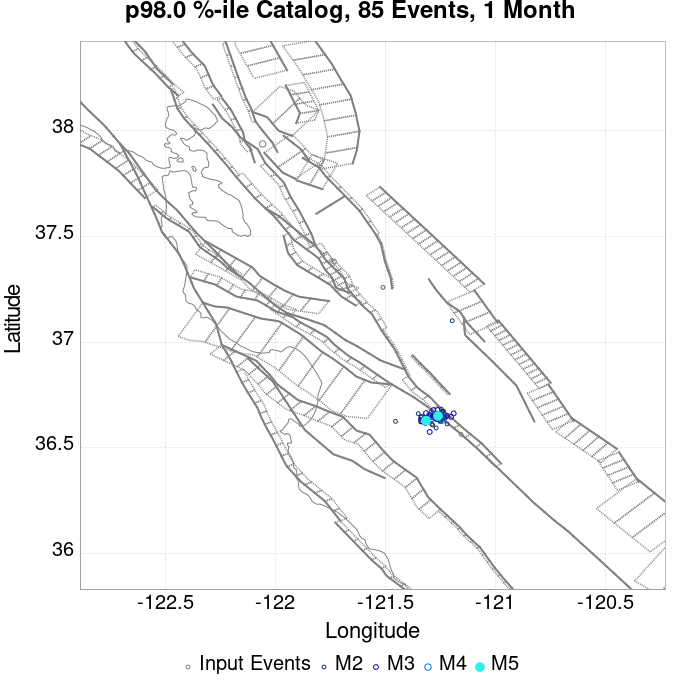 p98.0 %-ile Catalog, 85 Events, 1 Month
38
37.5
37
36.5
36
Latitude
-122.5 -122 -121.5 -121 -120.5
Longitude
Input Events M2 M3 M4 M5